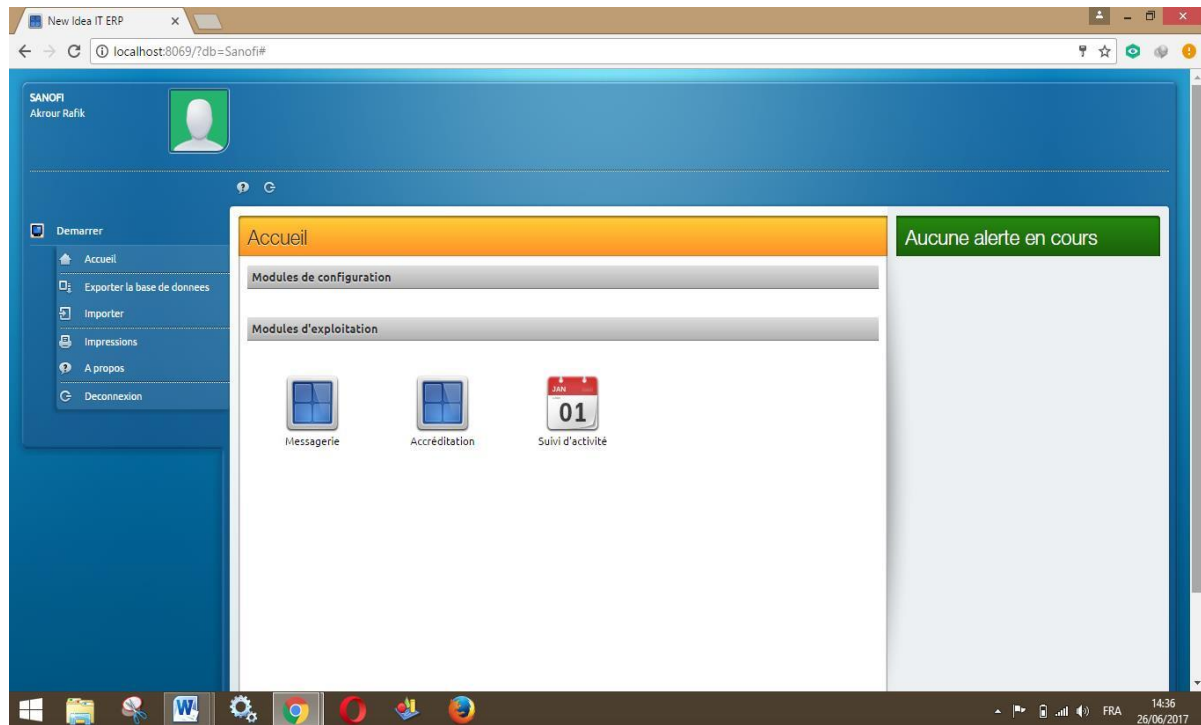 New Idea IT ERP
localhost:8069/?db=Sanofi#
SANOFI
Akrour Rafik
Demarrer
Accueil
Exporter la base de donnees
Importer
Impressions
A propos
Deconnexion
Accueil
Modules de configuration
Modules d'exploitation
Messagerie
Accréditation
JAN
01
Suivi d'activité
Aucune alerte en cours
FRA
14:36
26/06/2017